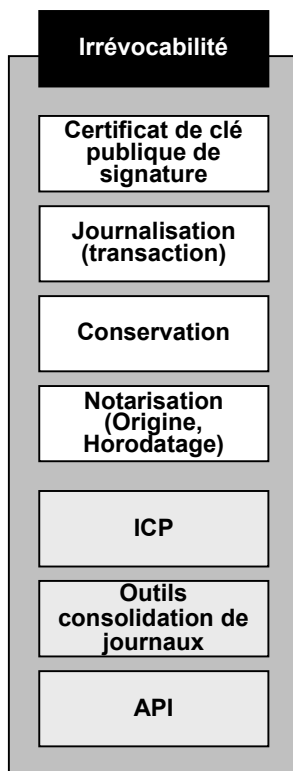 Irrévocabilité
Certificat de clé
publique de
signature
Journalisation
(transaction)
Conservation
Notarisation
(Origine,
Horodatage)
ICP
Outils
consolidation de
journaux
API